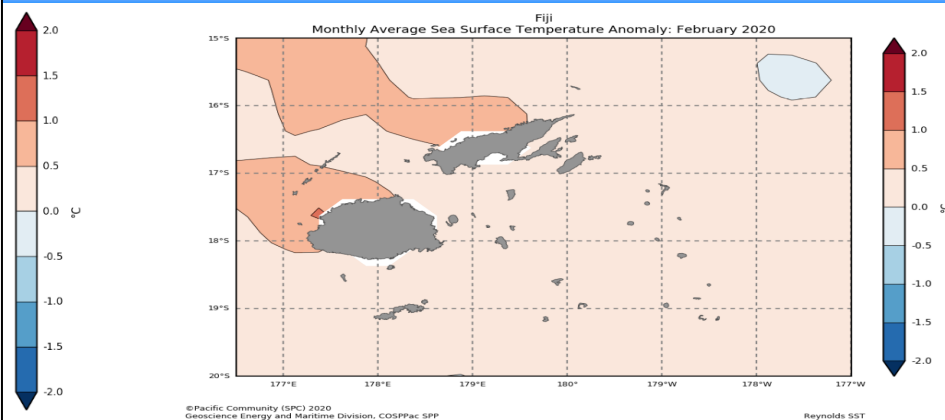 Fiji
Monthly Average Sea Surface Temperature Anomaly: February 2020
2.0
1.5
1.0
0.5
0.0
-0.5
-1.0
-1.5
-2.0
°C
15°S
16°S
17°S
18°S
19°S
20°S
177°E
178°E
179°E
180°
179°W
178°W
177°W
2.0
1.5
1.0
0.5
0.0
-0.5
-1.0
-1.5
-2.0
°C
©Pacific Community (SPC) 2020
Geoscience Energy and Maritime Division, COSPPac SPP
Reynolds SST